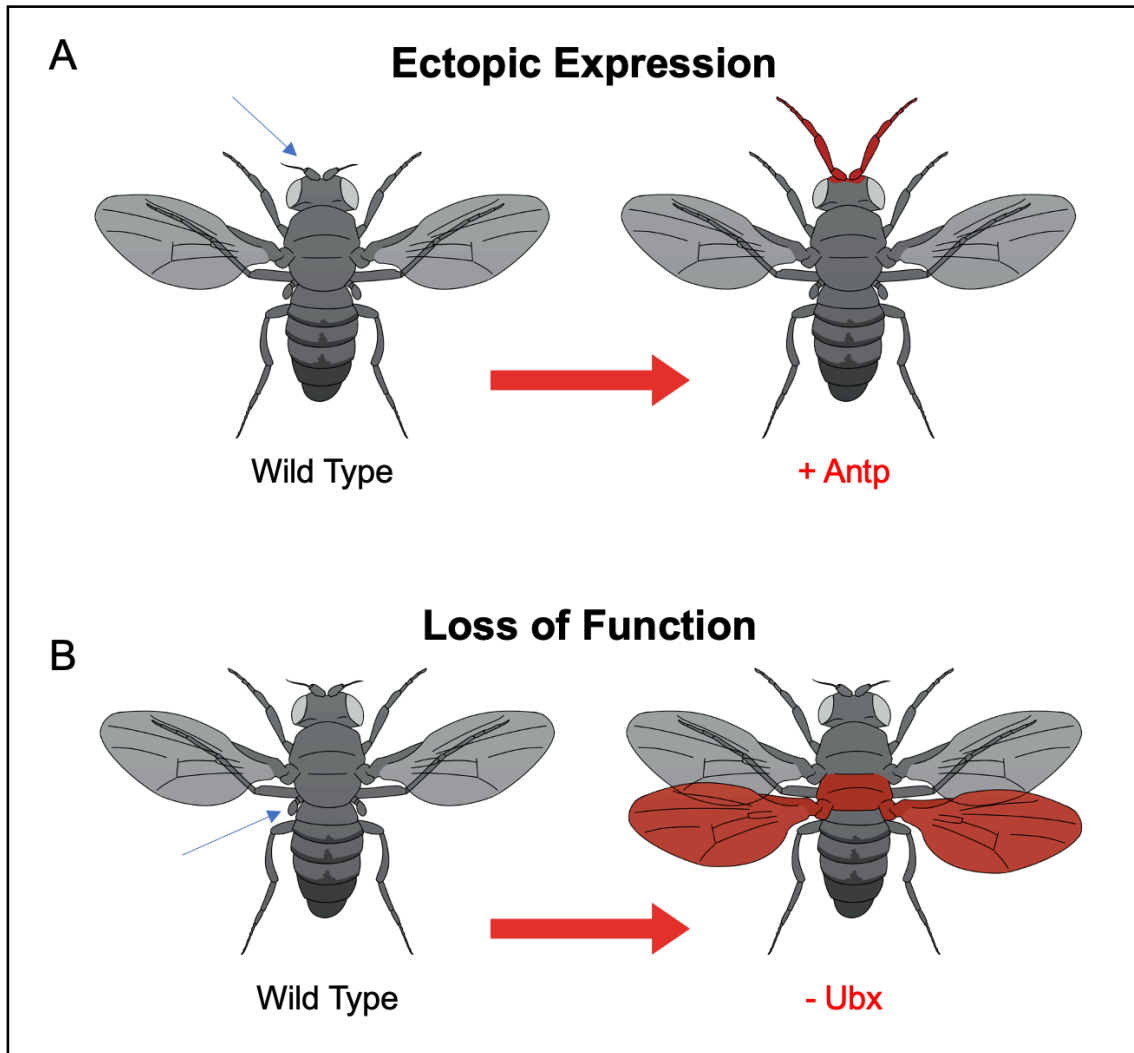 A
Ectopic Expression
Wild Type
+ Antp
Loss of Function
B
Wild Type
- Ubx